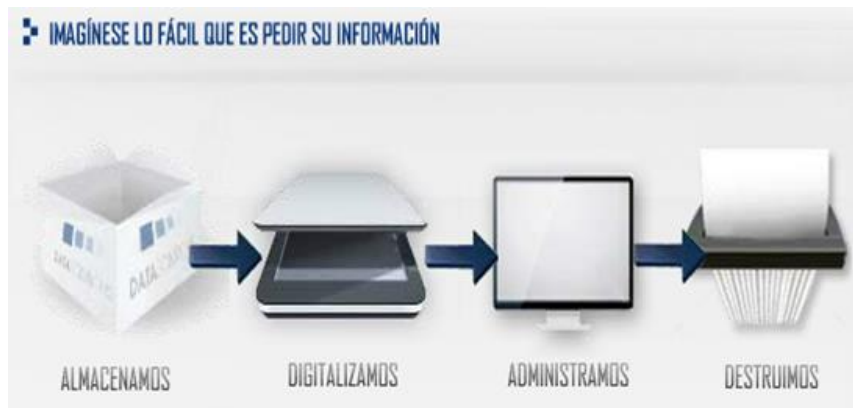 IMAGÍNESE LO FÁCIL QUE ES PEDIR SU INFORMACIÓN
ALMACENAMOS
DIGITALIZAMOS
ADMINISTRAMOS
DESTRUIMOS